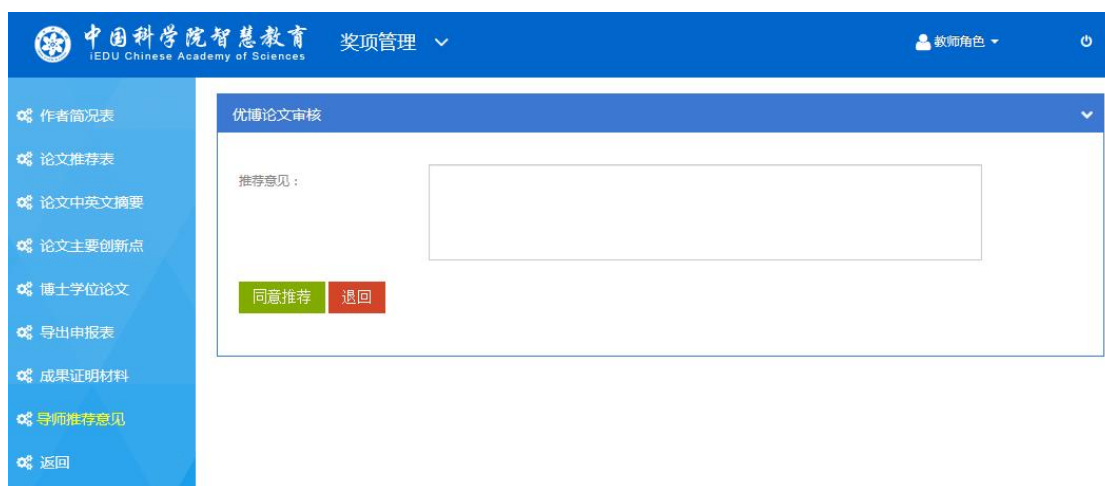 中国科学院智慧教育
iEDU Chinese Academy of Sciences
奖项管理
教师角色
作者简况表
论文推荐表
论文中英文摘要
论文主要创新点
博士学位论文
导出申报表
成果证明材料
导师推荐意见
返回
优博论文审核
推荐意见：
同意推荐 退回